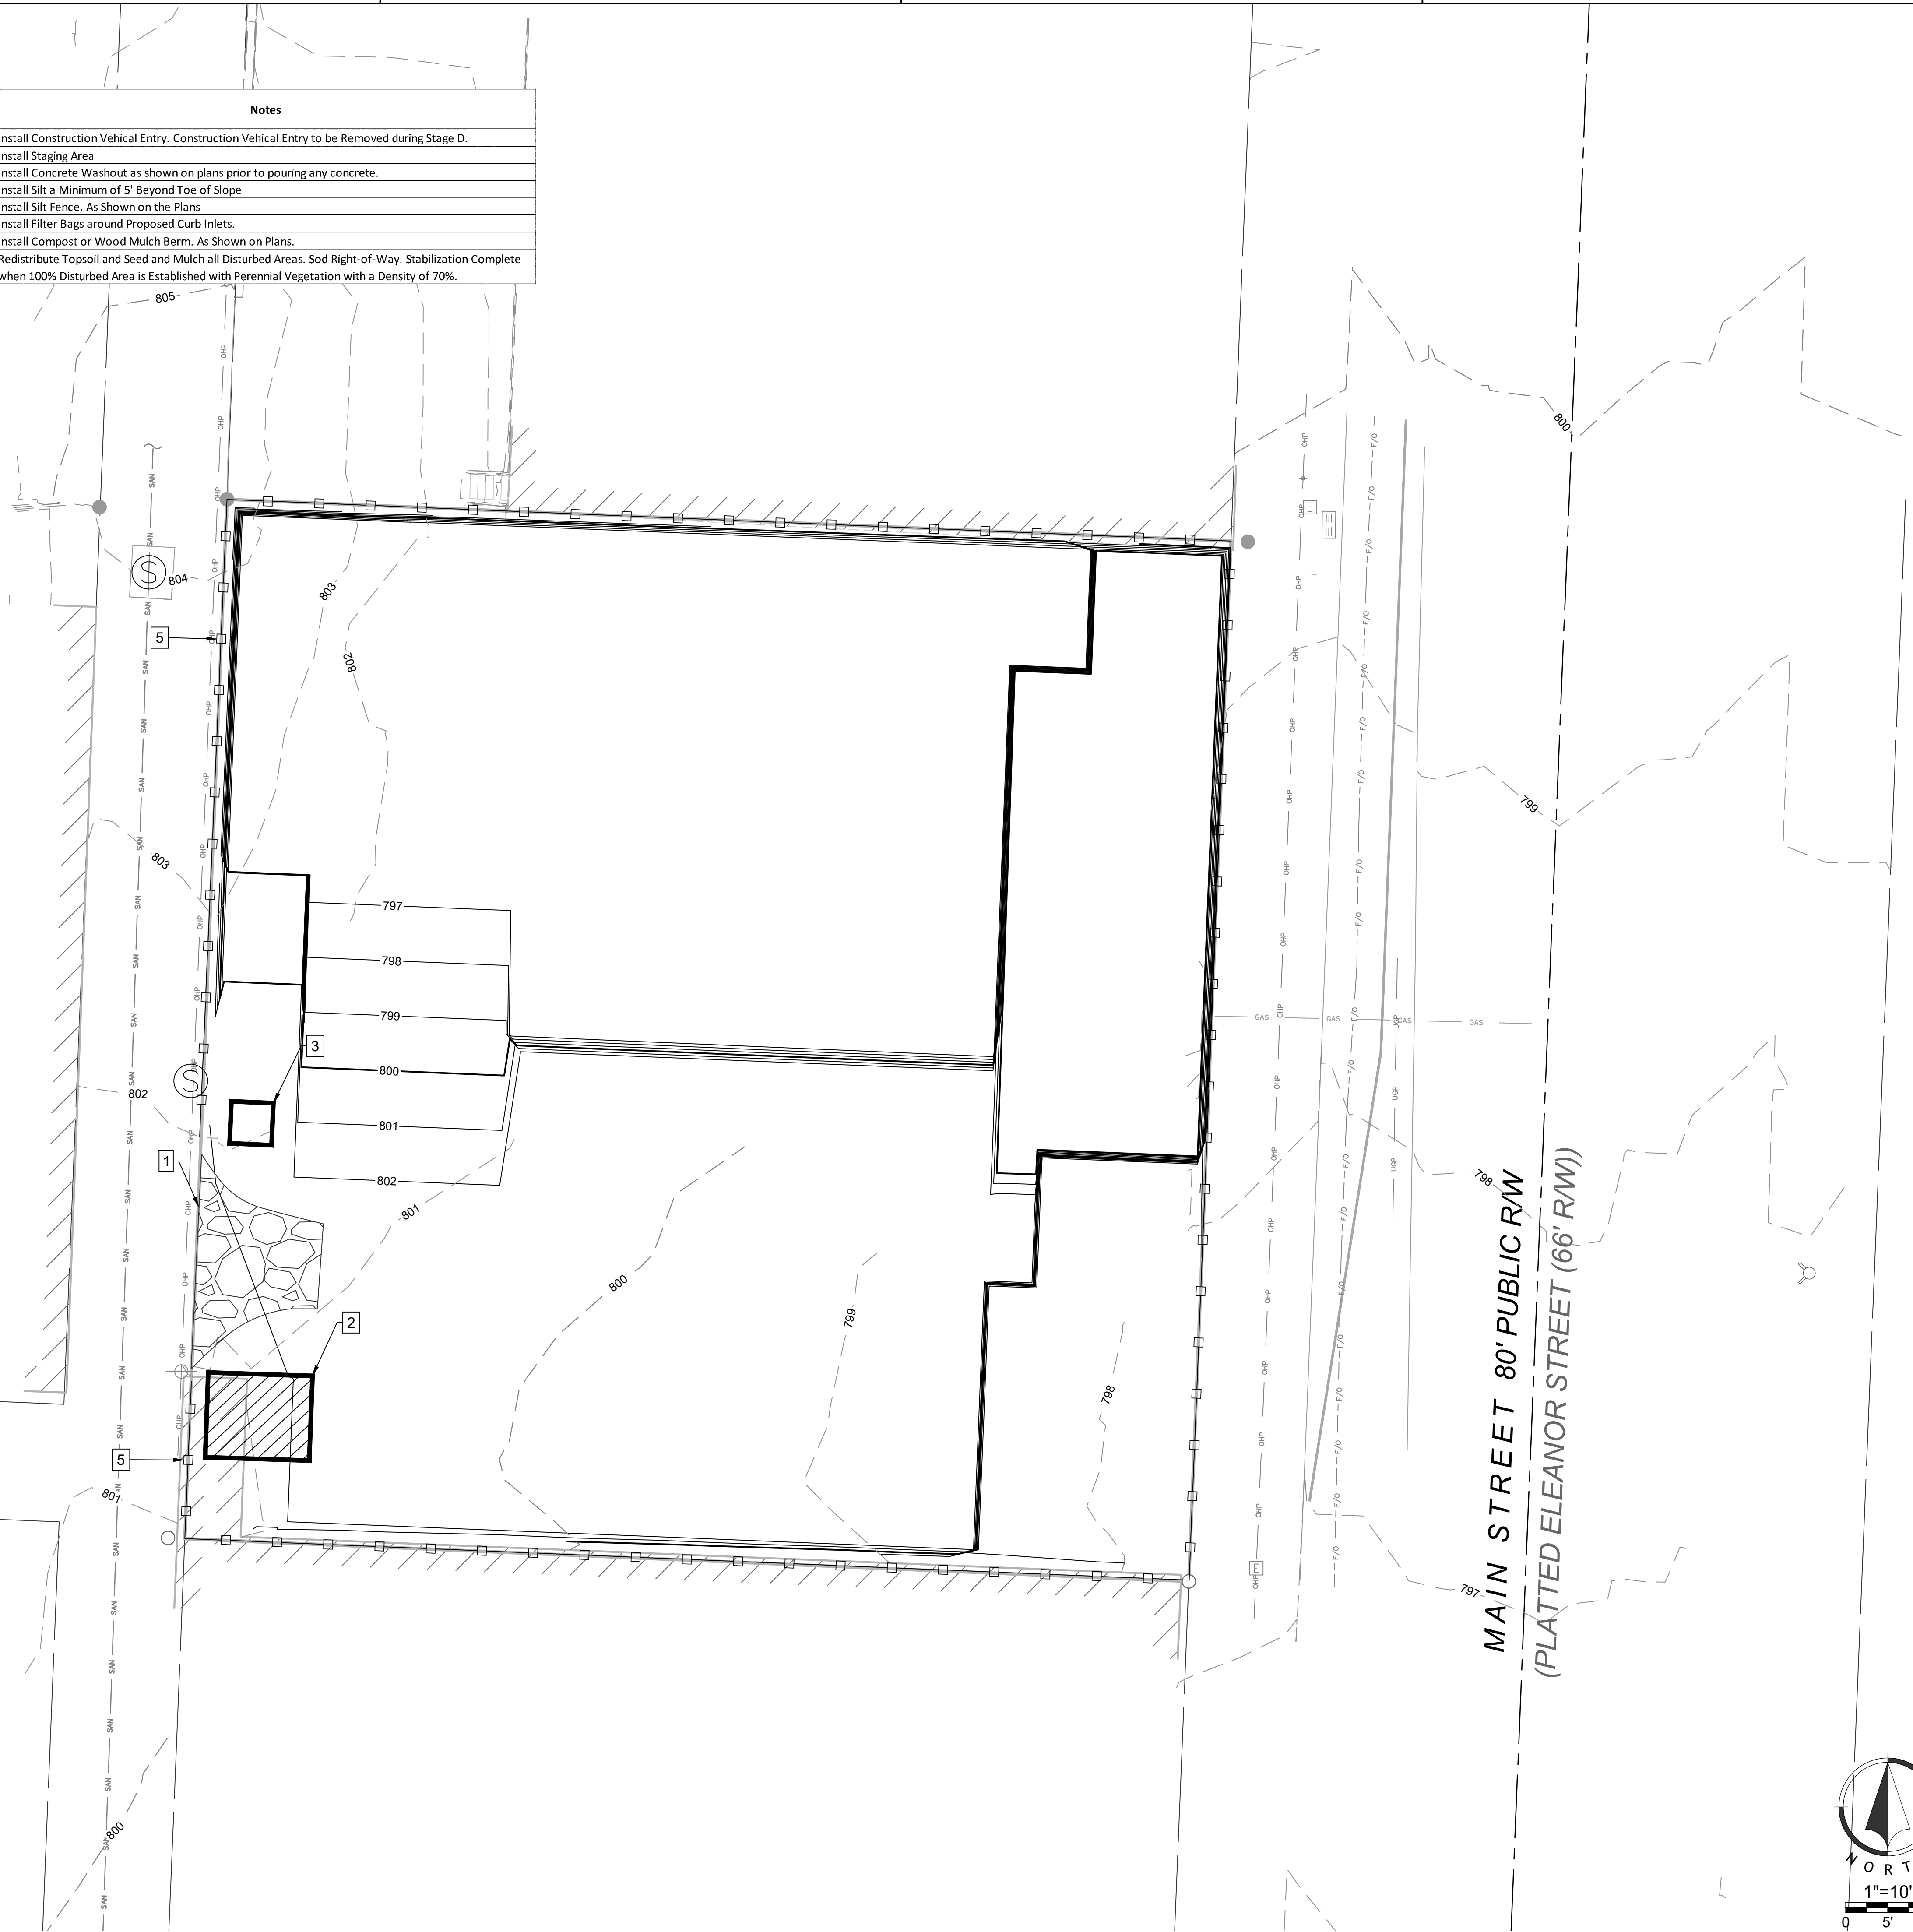 Notes
nstall Construction Vehical Entry. Construction Vehical Entry to be Removed during Stage D.
nstall Staging Area
nstall Concrete Washout as shown on plans prior to pouring any concrete.
nstall Silt a Minimum of 5' Beyond Toe of Slope
nstall Silt Fence. As Shown on the Plans
nstall Filter Bags around Proposed Curb Inlets.
nstall Compost or Wood Mulch Berm. As Shown on Plans.
Redistribute Topsoil and Seed and Mulch all Disturbed Areas. Sod Right-of-Way. Stabilization Complete
when 100% Disturbed Area is Established with Perennial Vegetation with a Density of 70%.
805
800
OHP
F/O
SAN
E
S
804
803
5
802
799
803
797
798
799
GAS
GAS
GAS
GAS
UGP
3
S
800
802
801
1
802
798
801
800
2
799
798
5
801
E
797
MAIN STREET 80' PUBLIC R/W
(PLATTED ELEANOR STREET (66' R/W))
800
NORT
1"=10'
0 5'